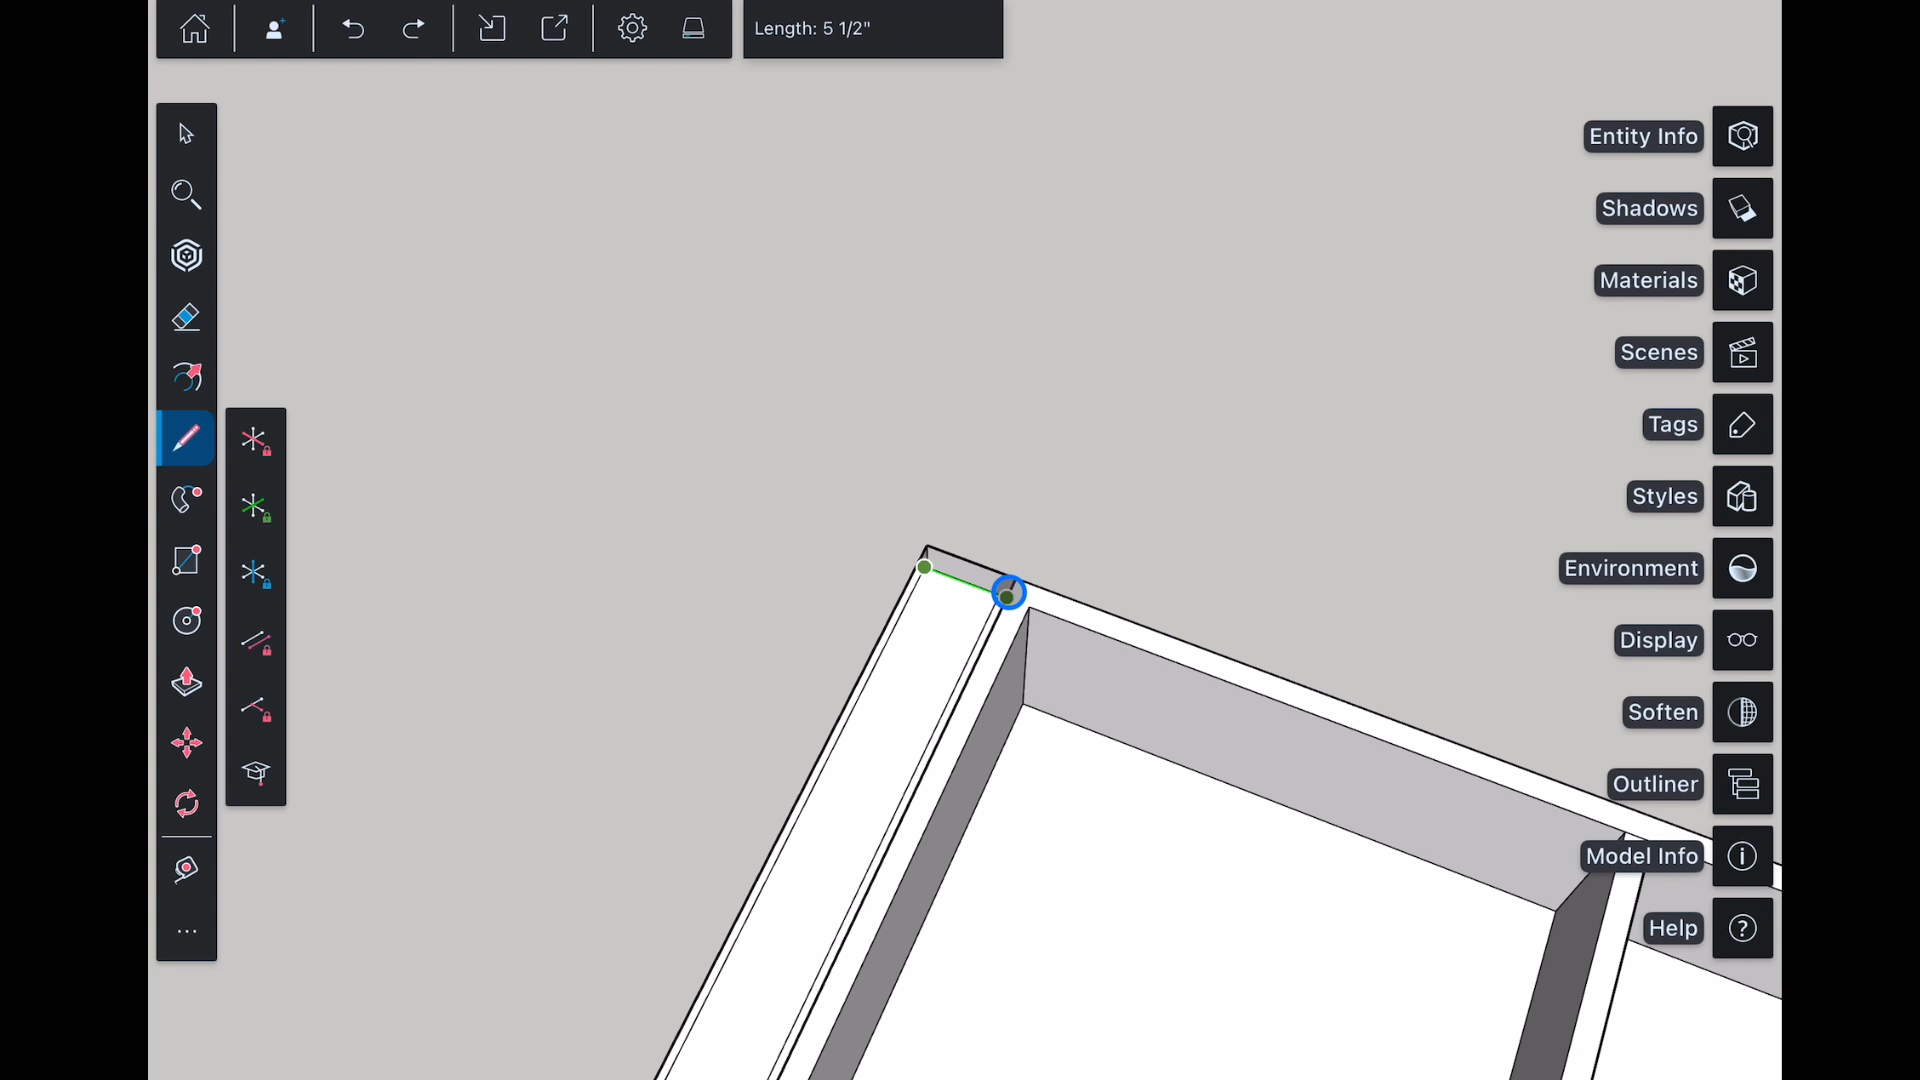 Length: 5 1/2"
Entity Info
Shadows
Materials
Scenes
Tags
Styles
Environment
Display
Soften
Outliner
Model Info
Help